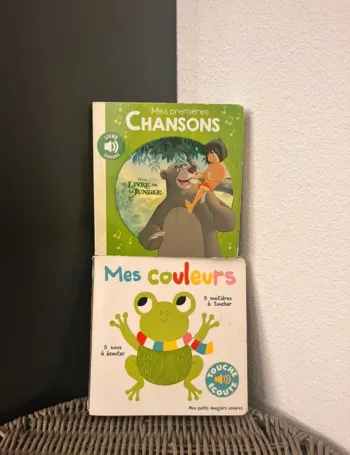 Mes premières
CHANSONS
LIVRE
SONORE
Disney
LE LIVRE DE
LA JUNGLE
Mes couleurs
5 matières
à toucher
5 sons
à écouter
TOUCHE
ÉCOUTE
Mes petits imagiers sonores